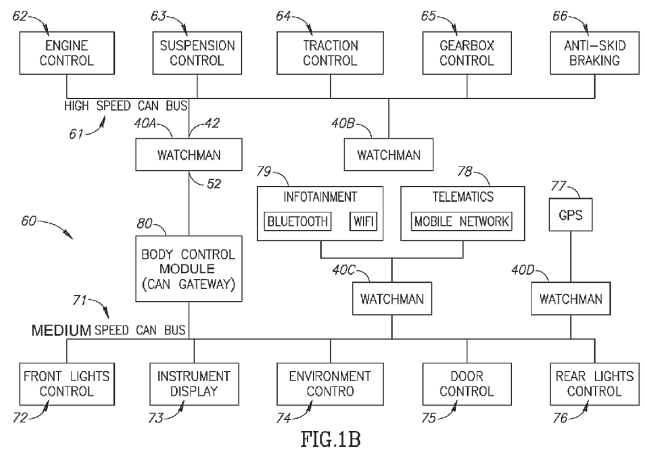 62 63 64 65 66
ENGINE CONTROL
SUSPENSION CONTROL
TRACTION CONTROL
GEARBOX CONTROL
ANTI-SKID BRAKING
HIGH SPEED CAN BUS
61
40A 42
WATCHMAN
52
40B
WATCHMAN
60
79
INFOTAINMENT
BLUETOOTH WIFI
78
TELEMATICS
MOBILE NETWORK
77
GPS
80
BODY CONTROL
MODULE
(CAN GATEWAY)
40C
WATCHMAN
40D
WATCHMAN
71
MEDIUM SPEED CAN BUS
FRONT LIGHTS CONTROL
INSTRUMENT DISPLAY
ENVIRONMENT CONTRO
DOOR CONTROL
REAR LIGHTS CONTROL
72 73 74 75 76
FIG.1B